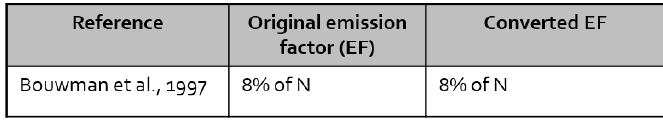 Reference Original emission factor (EF) Converted EF
Bouwman et al., 1997 8% of N 8% of N